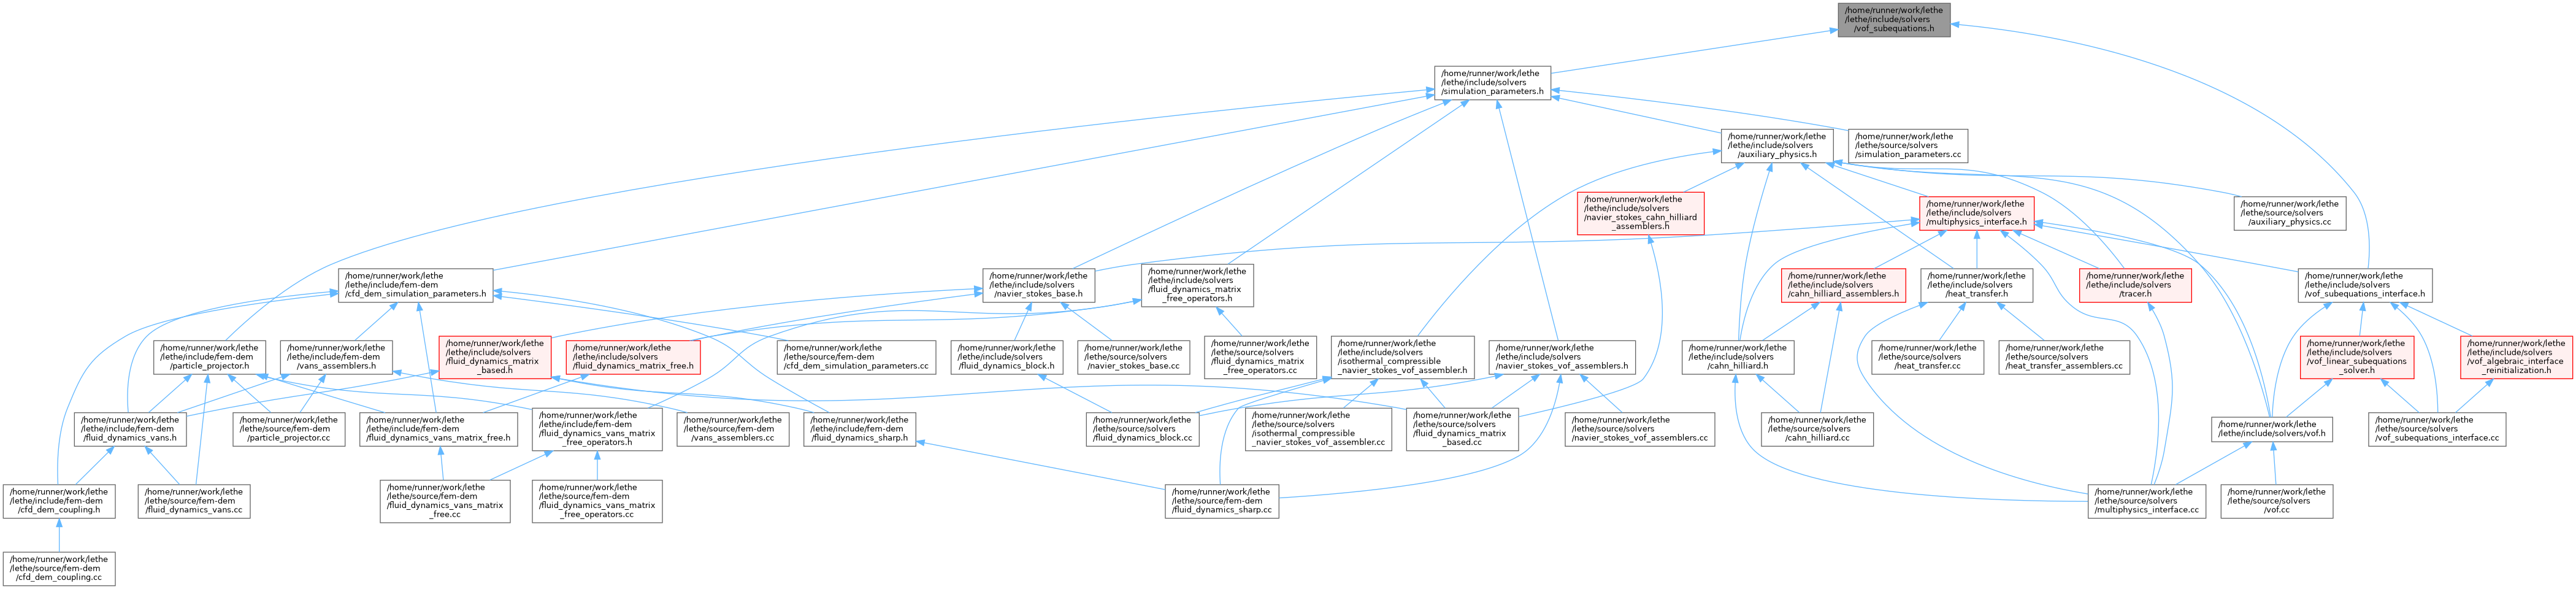 /home/runner/work/lethe
/lethe/include/solvers
/vof_subequations.h
/home/runner/work/lethe
/lethe/include/solvers
/simulation_parameters.h
/home/runner/work/lethe
/lethe/include/solvers
/auxiliary_physics.h
/home/runner/work/lethe
/lethe/source/solvers
/simulation_parameters.cc
/home/runner/work/lethe
/lethe/include/solvers
/navier_stokes_cahn_hilliard
_assemblers.h
/home/runner/work/lethe
/lethe/include/solvers
/multiphysics_interface.h
/home/runner/work/lethe
/lethe/source/solvers
/auxiliary_physics.cc
/home/runner/work/lethe
/lethe/include/fem-dem
/cfd_dem_simulation_parameters.h
/home/runner/work/lethe
/lethe/include/solvers
/navier_stokes_base.h
/home/runner/work/lethe
/lethe/include/solvers
/fluid_dynamics_matrix
_free_operators.h
/home/runner/work/lethe
/lethe/include/solvers
/cahn_hilliard_assemblers.h
/home/runner/work/lethe
/lethe/include/solvers
/heat_transfer.h
/home/runner/work/lethe
/lethe/include/solvers
/tracer.h
/home/runner/work/lethe
/lethe/include/solvers
/vof_subequations_interface.h
/home/runner/work/lethe
/lethe/include/fem-dem
/particle_projector.h
/home/runner/work/lethe
/lethe/include/fem-dem
/vans_assemblers.h
/home/runner/work/lethe
/lethe/include/solvers
/fluid_dynamics_matrix
_based.h
/home/runner/work/lethe
/lethe/include/solvers
/fluid_dynamics_matrix_free.h
/home/runner/work/lethe
/lethe/source/fem-dem
/cfd_dem_simulation_parameters.cc
/home/runner/work/lethe
/lethe/include/solvers
/fluid_dynamics_block.h
/home/runner/work/lethe
/lethe/source/solvers
/navier_stokes_base.cc
/home/runner/work/lethe
/lethe/source/solvers
/fluid_dynamics_matrix
_free_operators.cc
/home/runner/work/lethe
/lethe/include/solvers
/isothermal_compressible
_navier_stokes_vof_assembler.h
/home/runner/work/lethe
/lethe/include/solvers
/navier_stokes_vof_assemblers.h
/home/runner/work/lethe
/lethe/include/solvers
/cahn_hilliard.h
/home/runner/work/lethe
/lethe/source/solvers
/heat_transfer.cc
/home/runner/work/lethe
/lethe/source/solvers
/heat_transfer_assemblers.cc
/home/runner/work/lethe
/lethe/include/solvers
/vof_linear_subequations
_solver.h
/home/runner/work/lethe
/lethe/include/solvers
/vof_algebraic_interface
_reinitialization.h
/home/runner/work/lethe
/lethe/include/fem-dem
/fluid_dynamics_vans.h
/home/runner/work/lethe
/lethe/source/fem-dem
/particle_projector.cc
/home/runner/work/lethe
/lethe/include/fem-dem
/fluid_dynamics_vans_matrix_free.h
/home/runner/work/lethe
/lethe/include/fem-dem
/fluid_dynamics_vans_matrix
_free_operators.h
/home/runner/work/lethe
/lethe/source/fem-dem
/vans_assemblers.cc
/home/runner/work/lethe
/lethe/include/fem-dem
/fluid_dynamics_sharp.h
/home/runner/work/lethe
/lethe/source/solvers
/fluid_dynamics_block.cc
/home/runner/work/lethe
/lethe/source/solvers
/isothermal_compressible
_navier_stokes_vof_assembler.cc
/home/runner/work/lethe
/lethe/source/solvers
/fluid_dynamics_matrix
_based.cc
/home/runner/work/lethe
/lethe/source/solvers
/navier_stokes_vof_assemblers.cc
/home/runner/work/lethe
/lethe/source/solvers
/cahn_hilliard.cc
/home/runner/work/lethe
/lethe/include/solvers/vof.h
/home/runner/work/lethe
/lethe/source/solvers
/vof_subequations_interface.cc
/home/runner/work/lethe
/lethe/include/fem-dem
/cfd_dem_coupling.h
/home/runner/work/lethe
/lethe/source/fem-dem
/fluid_dynamics_vans.cc
/home/runner/work/lethe
/lethe/source/fem-dem
/fluid_dynamics_vans_matrix
_free.cc
/home/runner/work/lethe
/lethe/source/fem-dem
/fluid_dynamics_vans_matrix
_free_operators.cc
/home/runner/work/lethe
/lethe/source/fem-dem
/fluid_dynamics_sharp.cc
/home/runner/work/lethe
/lethe/source/solvers
/multiphysics_interface.cc
/home/runner/work/lethe
/lethe/source/solvers
/vof.cc
/home/runner/work/lethe
/lethe/source/fem-dem
/cfd_dem_coupling.cc